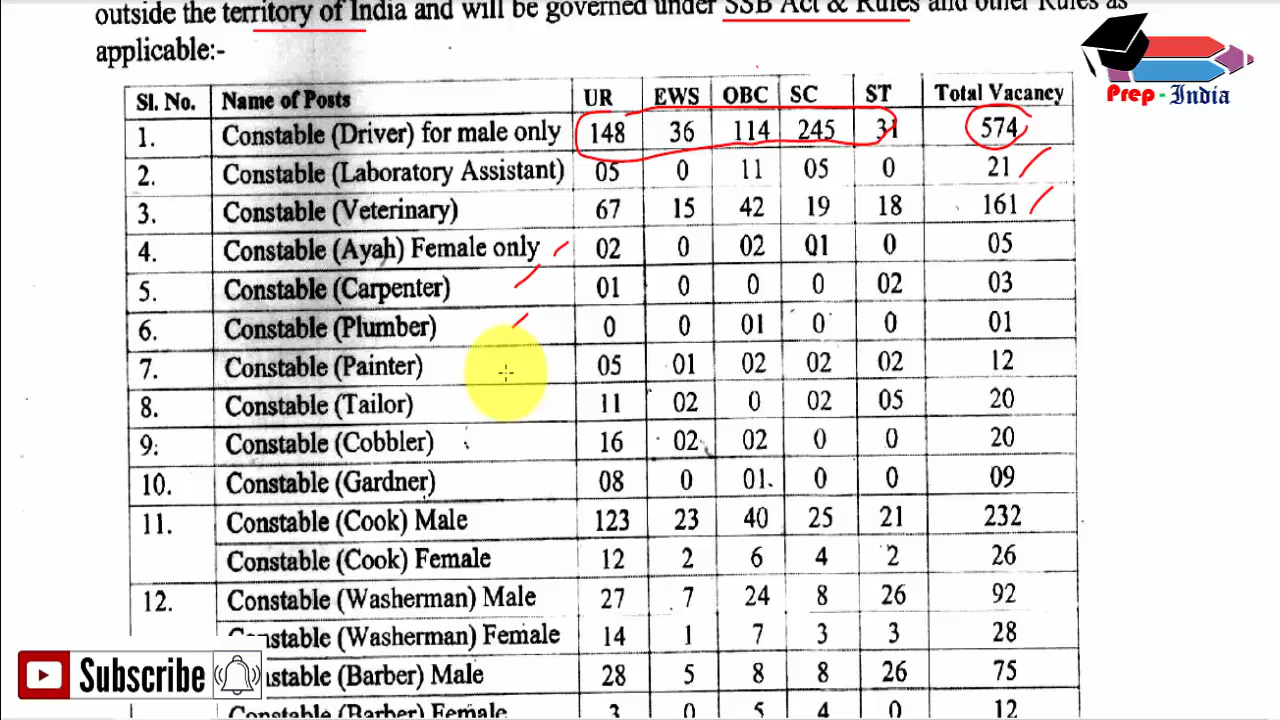 outside the territory of India and will be governed under SSB Act & Rules and other Rules as
applicable:-
Prep - India
Sl. No. Name of Posts UR EWS OBC SC ST Total Vacancy
1. Constable (Driver) for male only 148 36 114 245 31 574
2. Constable (Laboratory Assistant) 05 0 11 05 0 21
3. Constable (Veterinary) 67 15 42 19 18 161
4. Constable (Ayah) Female only 02 0 02 01 0 05
5. Constable (Carpenter) 01 0 0 0 02 03
6. Constable (Plumber) 0 0 01 0 0 01
7. Constable (Painter) 05 01 02 02 02 12
8. Constable (Tailor) 11 02 0 02 05 20
9. Constable (Cobbler) 16 02 02 0 0 20
10. Constable (Gardner) 08 0 01. 0 0 09
11. Constable (Cook) Male 123 23 40 25 21 232
Constable (Cook) Female 12 2 6 4 2 26
12. Constable (Washerman) Male 27 7 24 8 26 92
Constable (Washerman) Female 14 1 7 3 3 28
Subscribe
stable (Barber) Male 28 5 8 8 26 75
Constable (Barber) Female 3 0 5 4 0 12